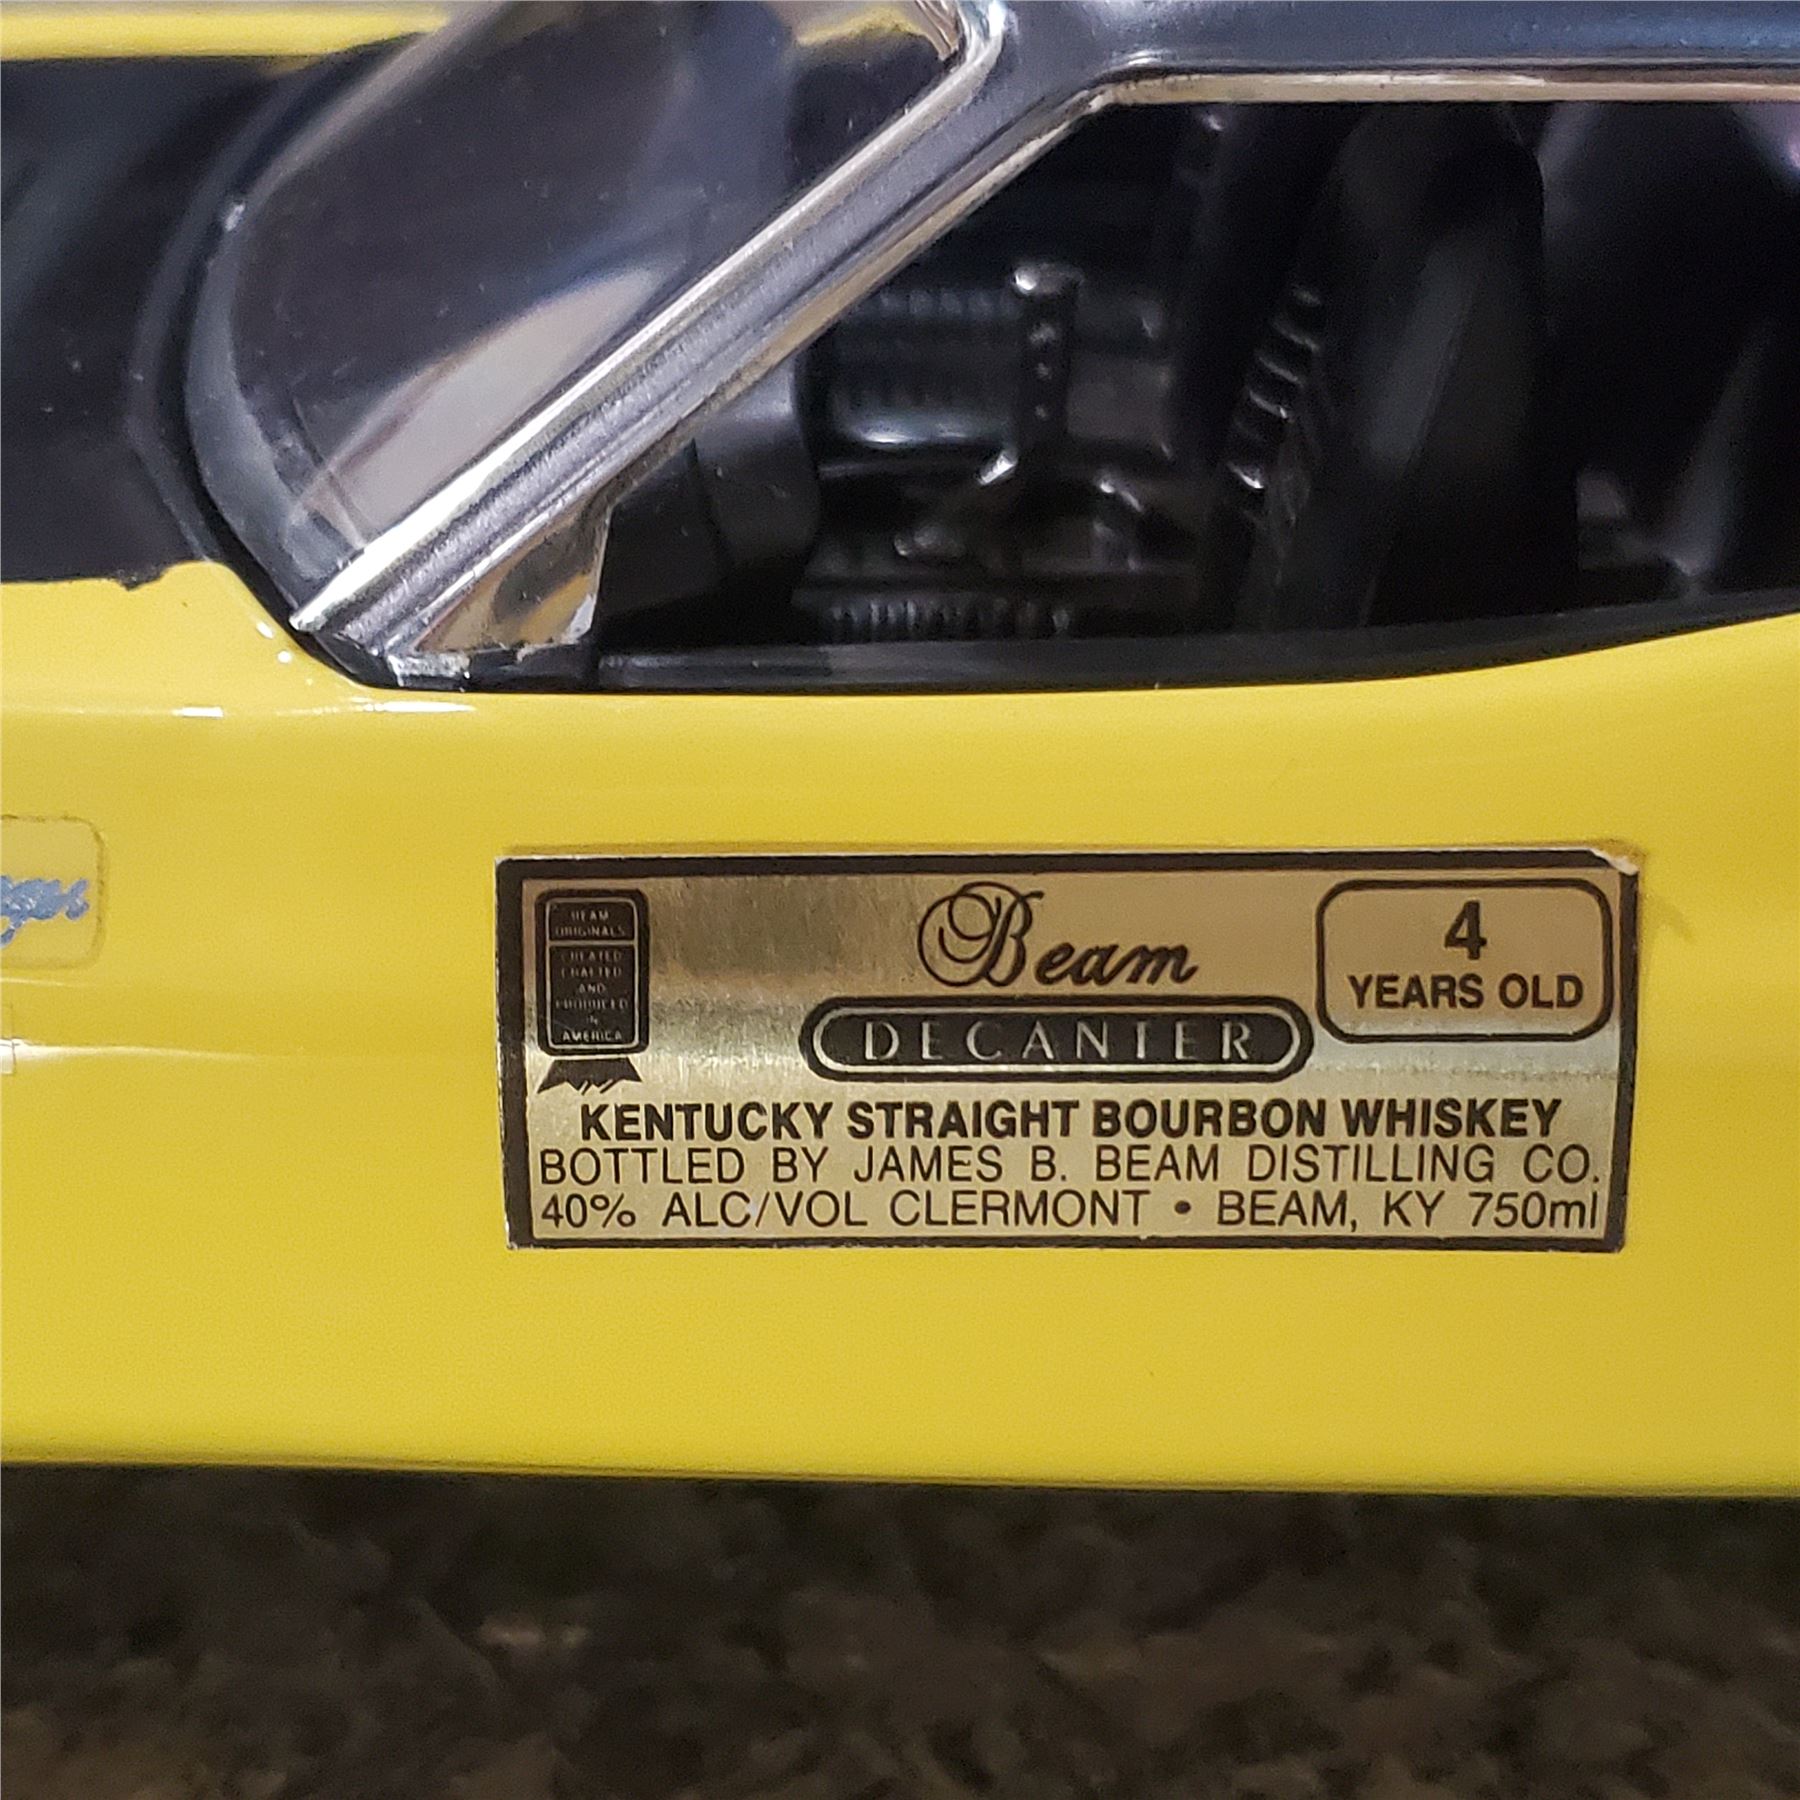 BEAM
ORIGINALS
CREATED
CRAFTED
AND
PRODUCED
IN
AMERICA
Beam
DECANTER
4
YEARS OLD
KENTUCKY STRAIGHT BOURBON WHISKEY
BOTTLED BY JAMES B. BEAM DISTILLING CO.
40% ALC/VOL CLERMONT • BEAM, KY 750ml